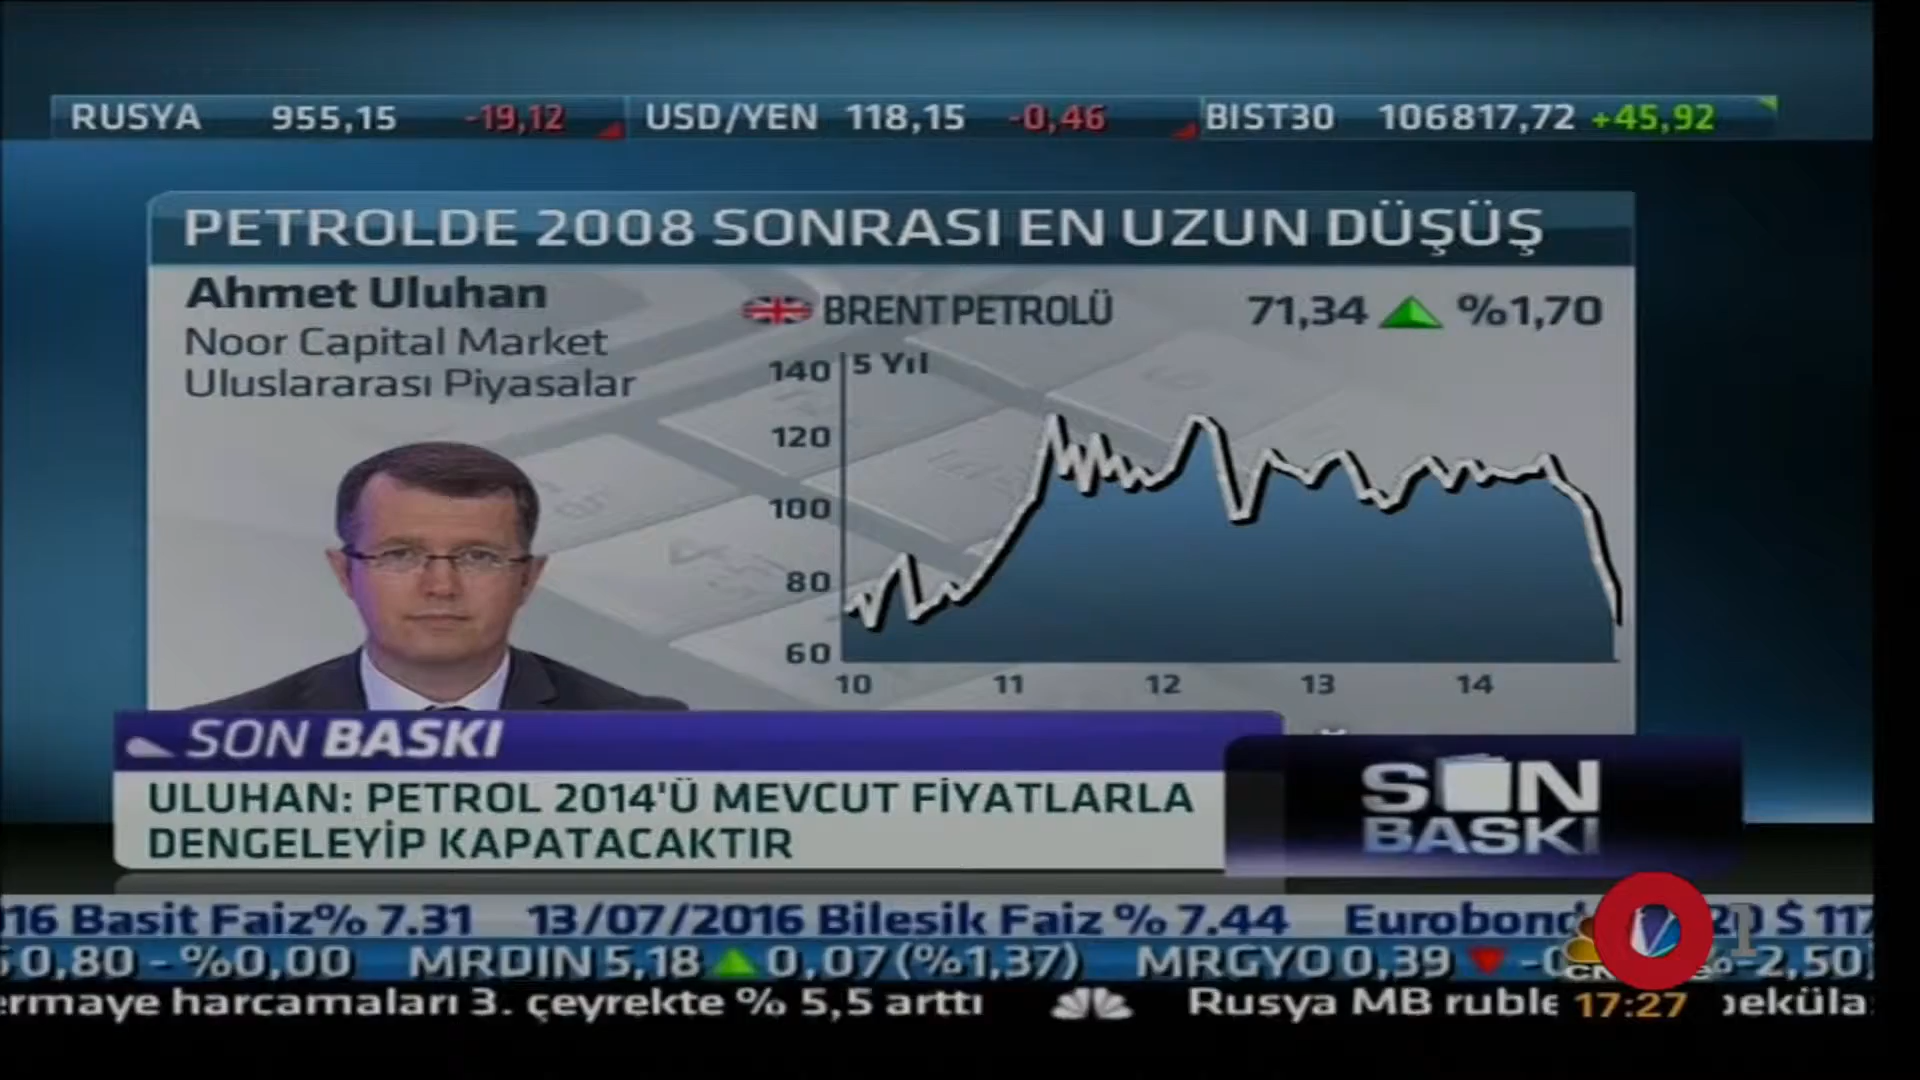 RUSYA 955,15 -19,12 USD/YEN 118,15 -0,46 BIST30 106817,72 +45,92
PETROLDE 2008 SONRASI EN UZUN DÜŞÜŞ
Ahmet Uluhan
Noor Capital Market
Uluslararası Piyasalar
BRENT PETROLÜ 71,34 %1,70
5 Yıl
140
120
100
80
60
10 11 12 13 14
SON BASKI
ULUHAN: PETROL 2014'Ü MEVCUT FİYATLARLA
DENGELEYİP KAPATACAKTIR
SON
BASKI
16 Basit Faiz% 7.31 13/07/2016 Bilesik Faiz % 7.44 Eurobond 20 $ 117
0,80 - %0,00 MRDIN 5,18 0,07 (%1,37) MRGYO 0,39 -2,50
harcamaları 3. çeyrekte % 5,5 arttı Rusya MB ruble 17:27